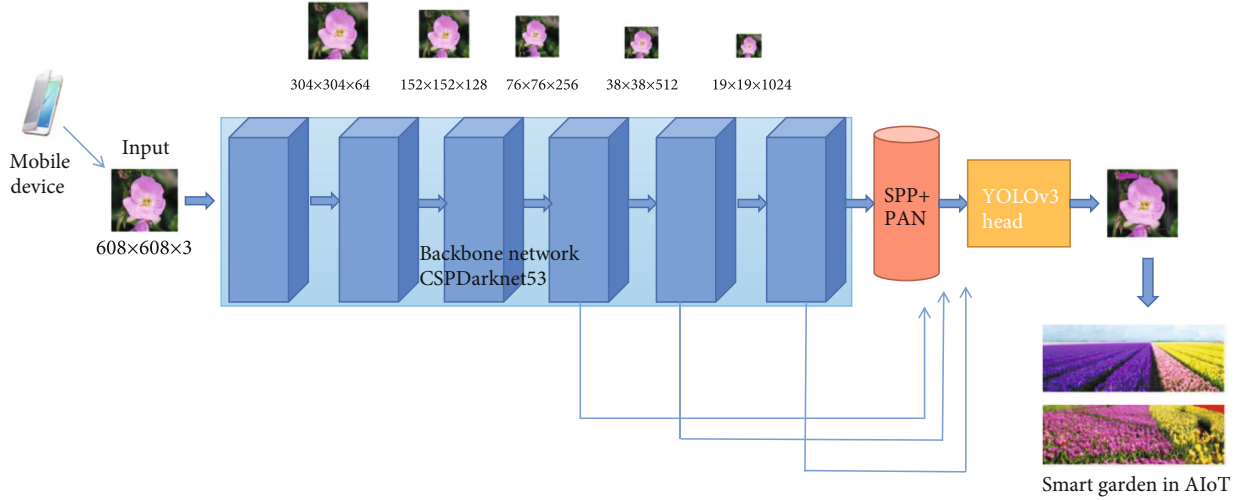 304×304×64
152×152×128
76×76×256
38×38×512
19×19×1024
Mobile
device
Input
608×608×3
Backbone network
CSPDarknet53
SPP+
PAN
YOLOv3
head
Smart garden in AIoT